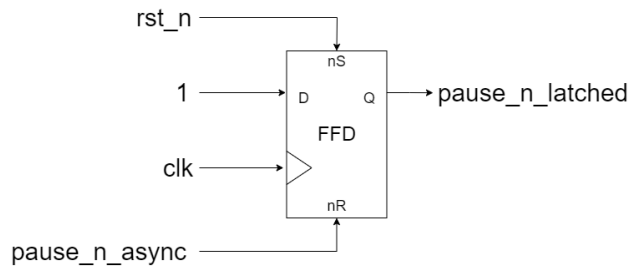 rst_n
nS
1
D
Q
pause_n_latched
FFD
clk
nR
pause_n_async